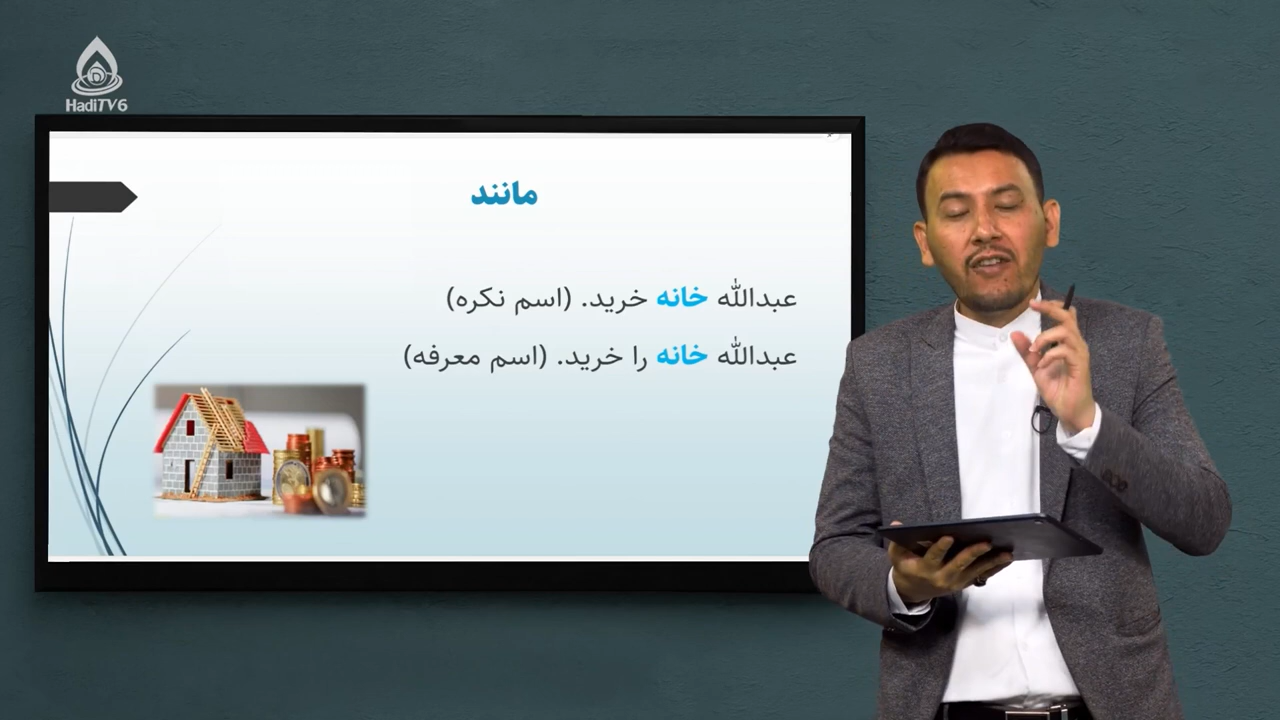 HadiTV6
مانند
عبدالله خانه خرید. (اسم نکره)
عبدالله خانه را خرید. (اسم معرفه)